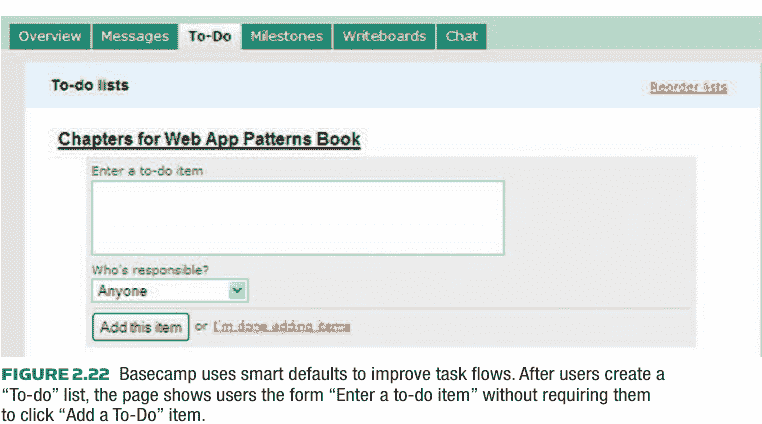 Overview Messages To-Do Milestones Writeboards Chat
To-do lists Reorder lists
Chapters for Web App Patterns Book
Enter a to-do item
Who's responsible?
Anyone
Add this item or I'm done adding items
FIGURE 2.22 Basecamp uses smart defaults to improve task flows. After users create a
“To-do” list, the page shows users the form “Enter a to-do item” without requiring them
to click “Add a To-Do” item.